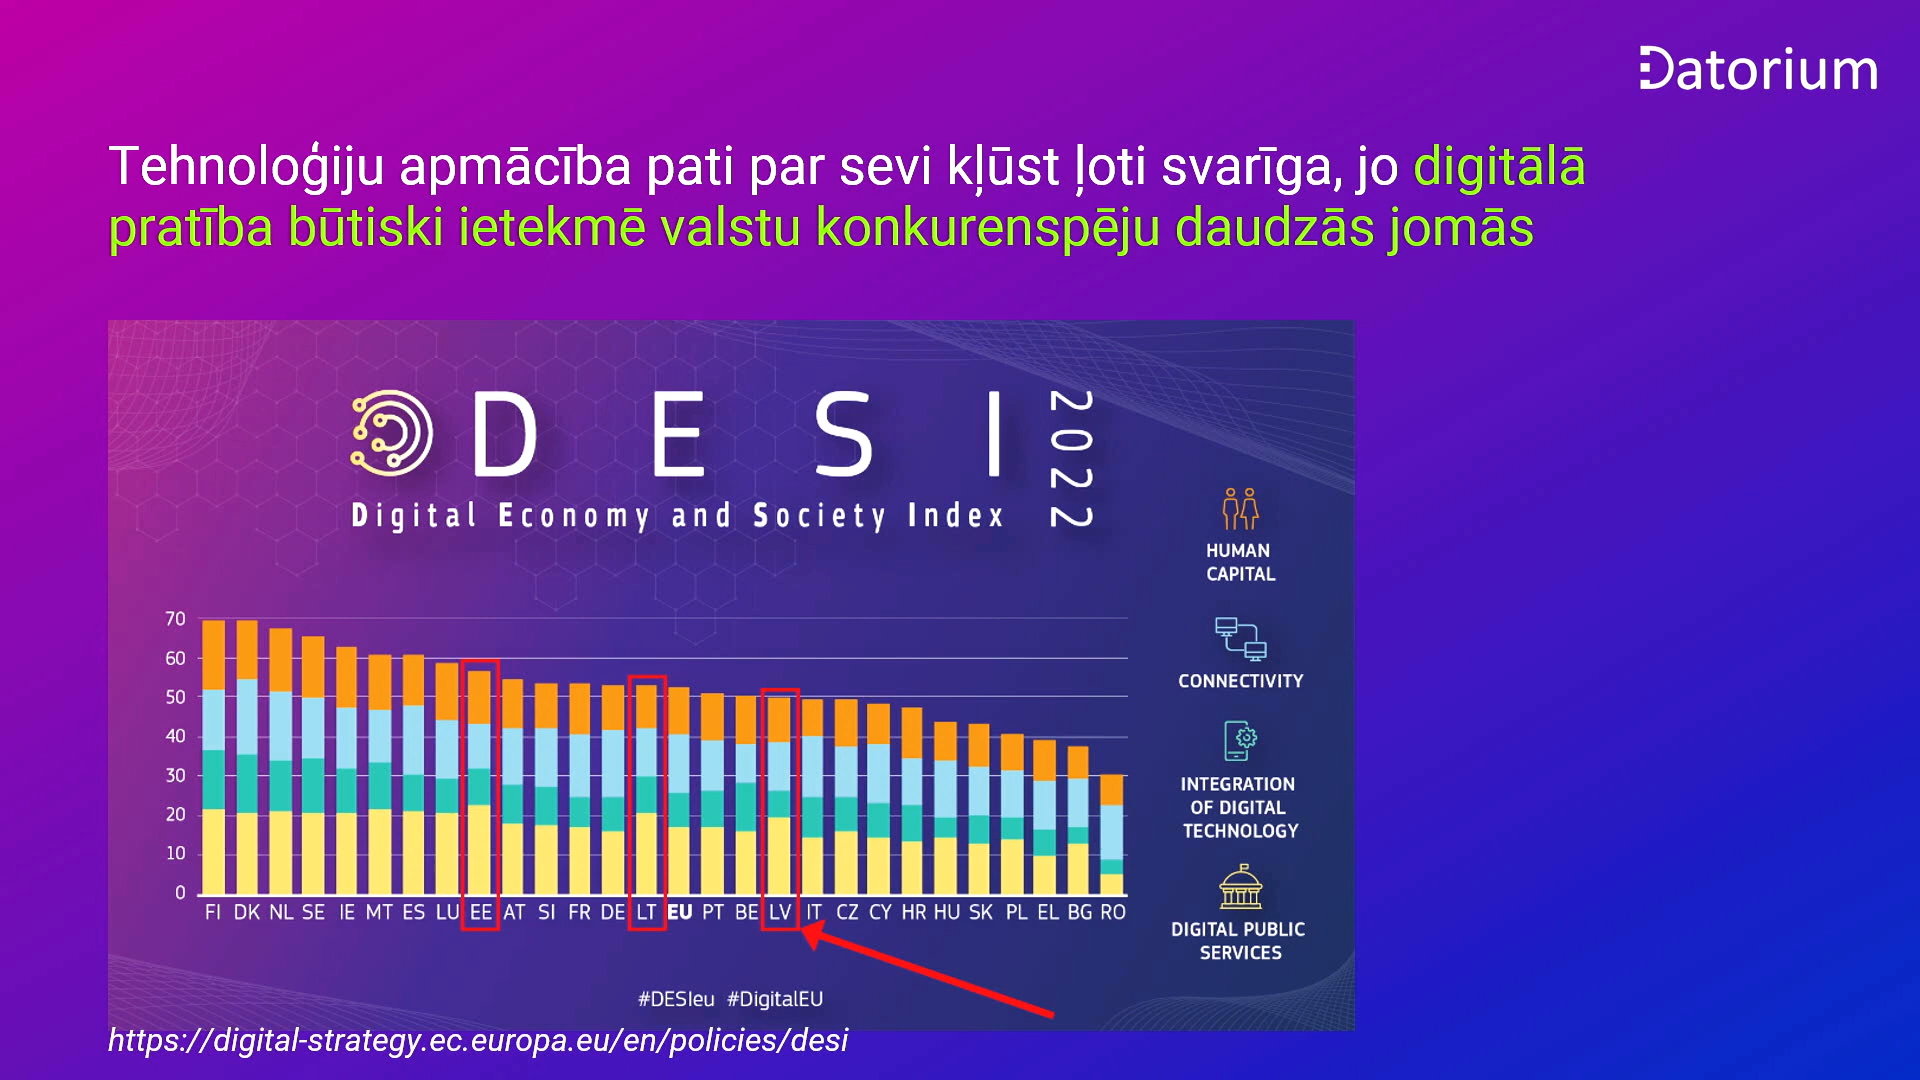 Datorium
Tehnoloģiju apmācība pati par sevi kļūst ļoti svarīga, jo digitālā
pratība būtiski ietekmē valstu konkurenspēju daudzās jomās
DESI
2022
Digital Economy and Society Index
HUMAN
CAPITAL
CONNECTIVITY
INTEGRATION
OF DIGITAL
TECHNOLOGY
DIGITAL PUBLIC
SERVICES
70
60
50
40
30
20
10
0
FI DK NL SE IE MT ES LU EE AT SI FR DE LT EU PT BE LV IT CZ CY HR HU SK PL EL BG RO
#DESIeu #DigitalEU
https://digital-strategy.ec.europa.eu/en/policies/desi